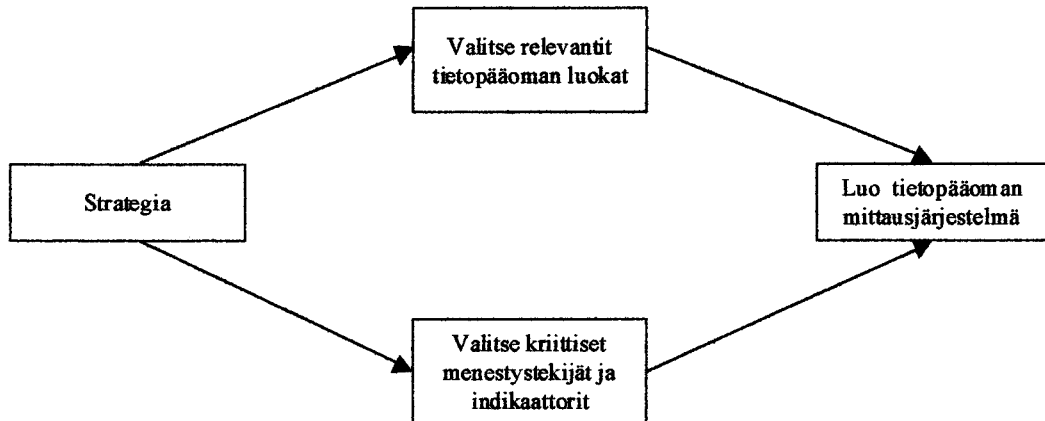 Valitse relevantit
tietopääoman luokat
Strategia
Luo tietopääoman
mittausjärjestelmä
Valitse kriittiset
menestystekijät ja
indikaattorit